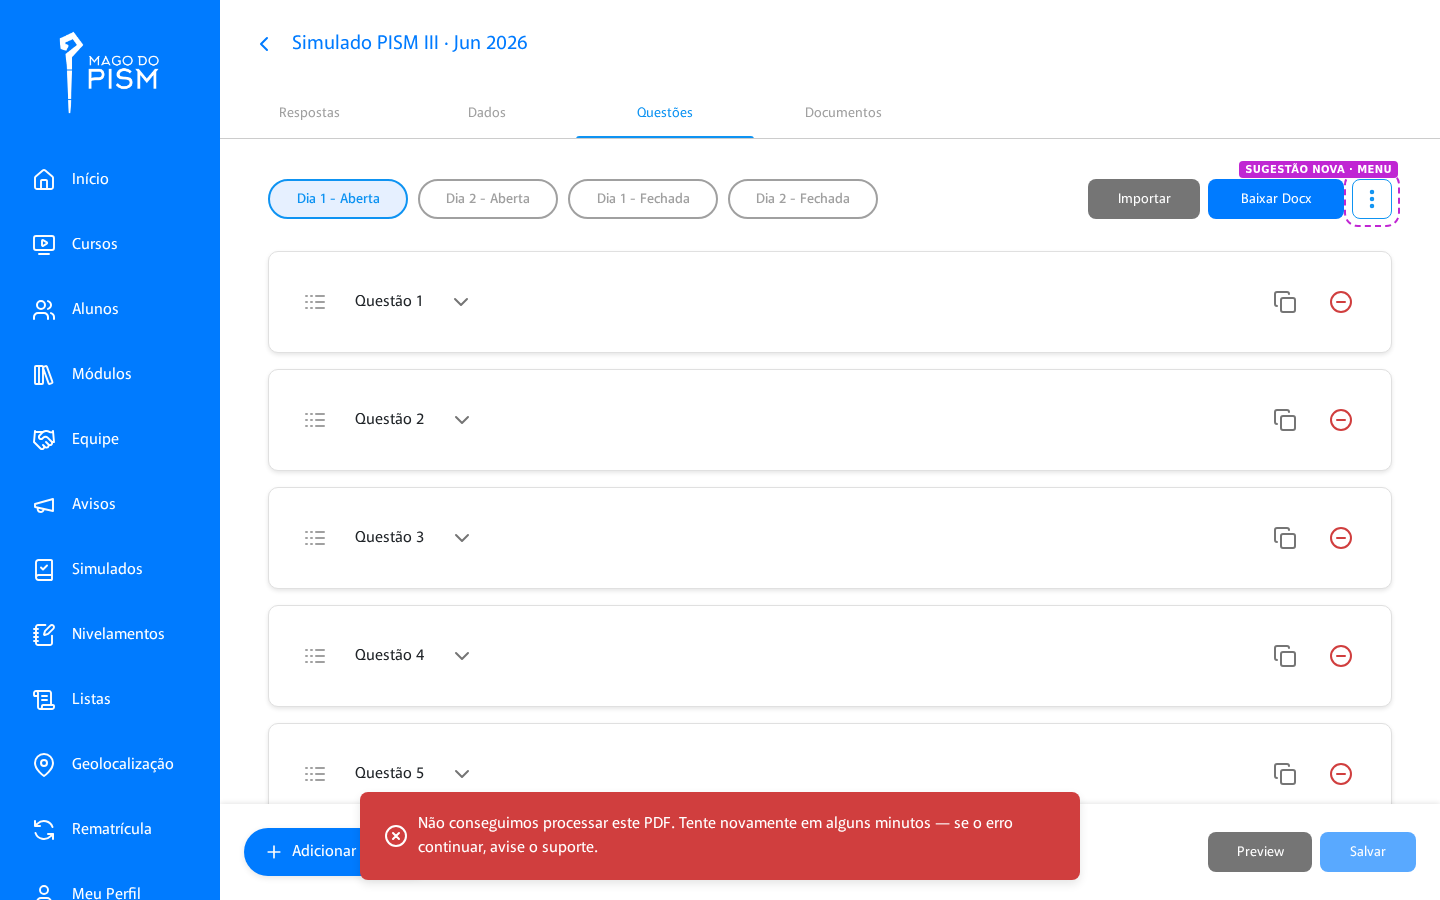 MAGO DO
PISM
Início
Cursos
Alunos
Módulos
Equipe
Avisos
Simulados
Nivelamentos
Listas
Geolocalização
Rematrícula
Meu Perfil
Simulado PISM III · Jun 2026
Respostas
Dados
Questões
Documentos
SUGESTÃO NOVA · MENU
Dia 1 - Aberta
Dia 2 - Aberta
Dia 1 - Fechada
Dia 2 - Fechada
Importar
Baixar Docx
Questão 1
Questão 2
Questão 3
Questão 4
Questão 5
Adicionar
Não conseguimos processar este PDF. Tente novamente em alguns minutos — se o erro
continuar, avise o suporte.
Preview
Salvar